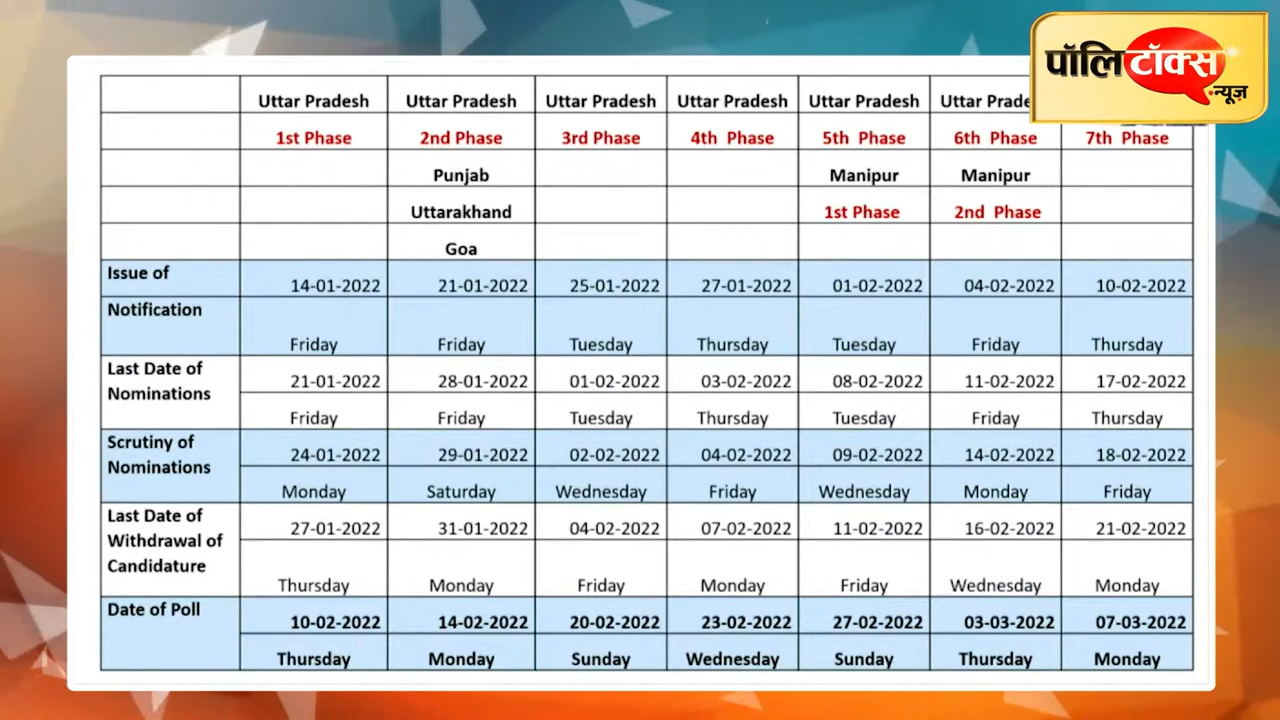 पॉलिटॉक्स
न्यूज़
Uttar Pradesh Uttar Pradesh Uttar Pradesh Uttar Pradesh Uttar Pradesh Uttar Prade
1st Phase 2nd Phase 3rd Phase 4th Phase 5th Phase 6th Phase 7th Phase
Punjab Manipur Manipur
Uttarakhand 1st Phase 2nd Phase
Goa
Issue of 14-01-2022 21-01-2022 25-01-2022 27-01-2022 01-02-2022 04-02-2022 10-02-2022
Notification Friday Friday Tuesday Thursday Tuesday Friday Thursday
Last Date of 21-01-2022 28-01-2022 01-02-2022 03-02-2022 08-02-2022 11-02-2022 17-02-2022
Nominations Friday Friday Tuesday Thursday Tuesday Friday Thursday
Scrutiny of 24-01-2022 29-01-2022 02-02-2022 04-02-2022 09-02-2022 14-02-2022 18-02-2022
Nominations Monday Saturday Wednesday Friday Wednesday Monday Friday
Last Date of 27-01-2022 31-01-2022 04-02-2022 07-02-2022 11-02-2022 16-02-2022 21-02-2022
Withdrawal of
Candidature Thursday Monday Friday Monday Friday Wednesday Monday
Date of Poll 10-02-2022 14-02-2022 20-02-2022 23-02-2022 27-02-2022 03-03-2022 07-03-2022
Thursday Monday Sunday Wednesday Sunday Thursday Monday